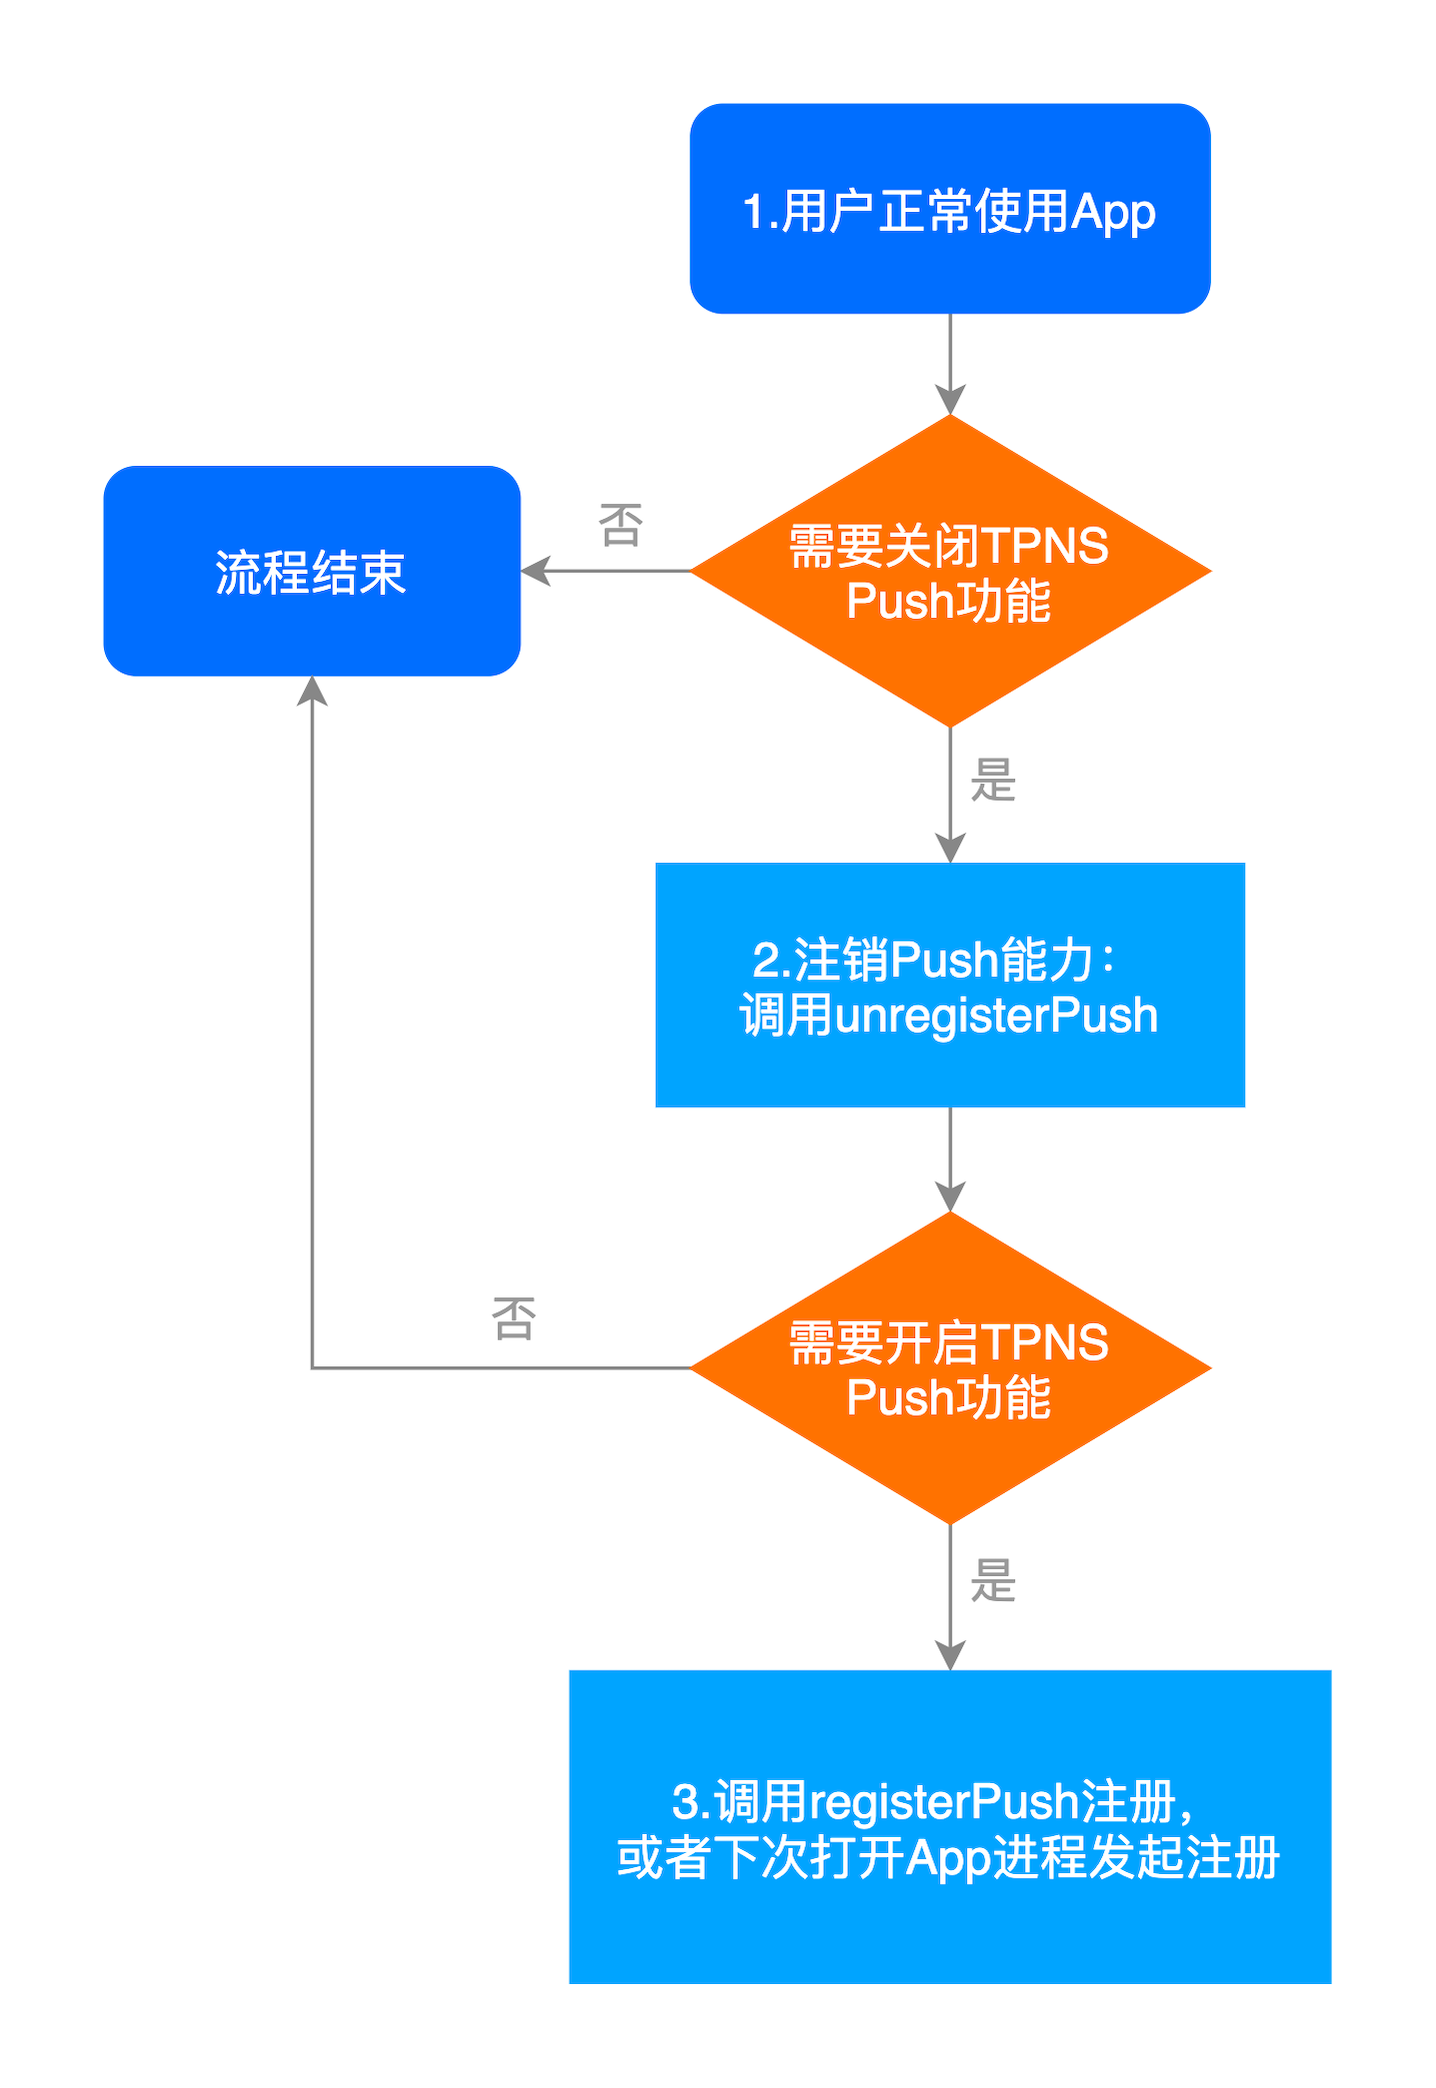 1.用户正常使用App
需要关闭TPNS
Push功能
否
流程结束
是
2.注销Push能力：
调用unregisterPush
需要开启TPNS
Push功能
否
是
3.调用registerPush注册，
或者下次打开App进程发起注册